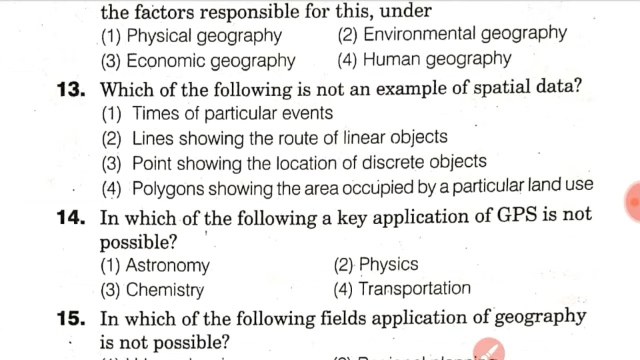 the factors responsible for this, under
(1) Physical geography (2) Environmental geography
(3) Economic geography (4) Human geography
13. Which of the following is not an example of spatial data?
(1) Times of particular events
(2) Lines showing the route of linear objects
(3) Point showing the location of discrete objects
(4) Polygons showing the area occupied by a particular land use
14. In which of the following a key application of GPS is not
possible?
(1) Astronomy (2) Physics
(3) Chemistry (4) Transportation
15. In which of the following fields application of geography
is not possible?